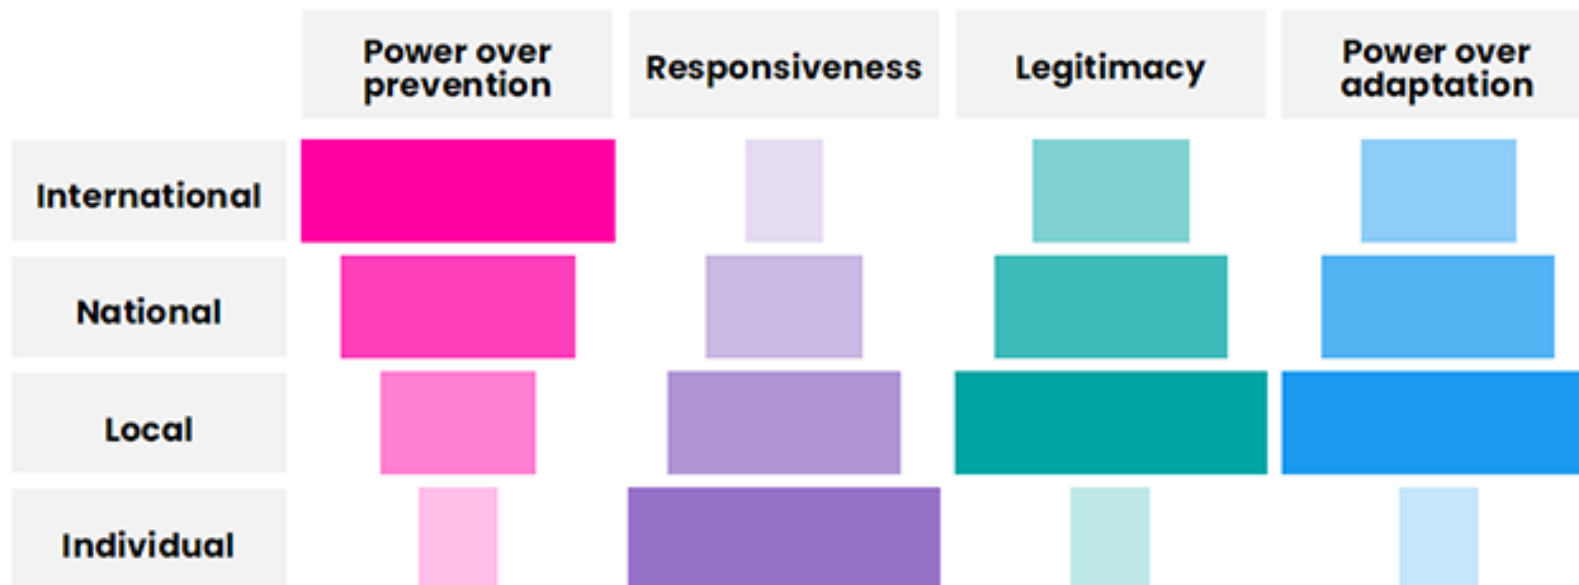 Power over
prevention
Responsiveness
Legitimacy
Power over
adaptation
International
National
Local
Individual